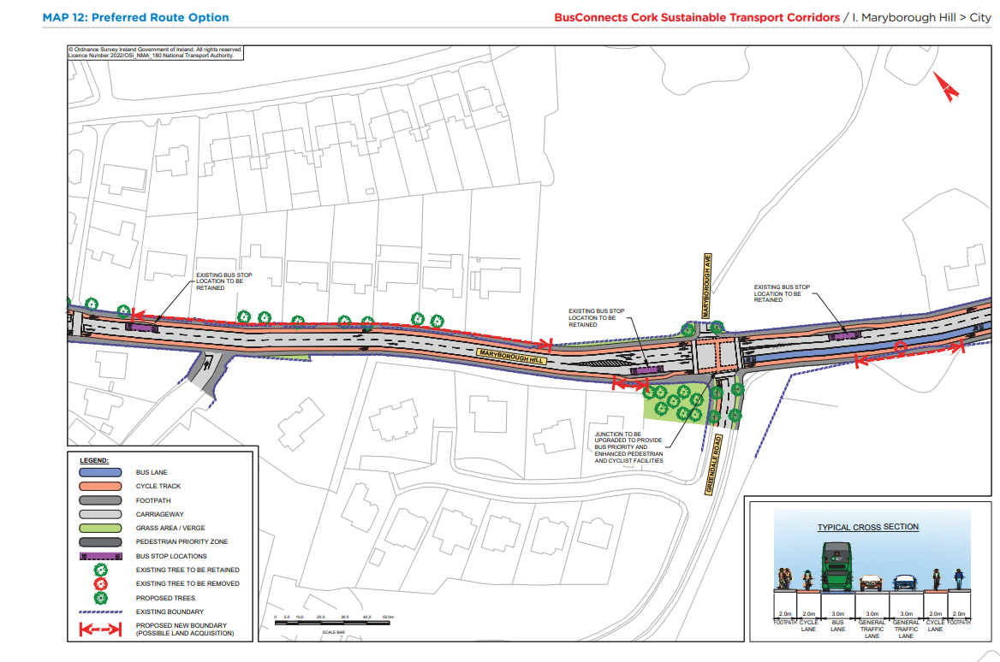 MAP 12: Preferred Route Option
BusConnects Cork Sustainable Transport Corridors / I. Maryborough Hill > City
© Ordnance Survey Ireland Government of Ireland. All rights reserved.
Licence Number 2022/OSi_NMA_180 National Transport Authority.
EXISTING BUS STOP
LOCATION TO BE
RETAINED
EXISTING BUS STOP
LOCATION TO BE
RETAINED
MARYBOROUGH AVE
EXISTING BUS STOP
LOCATION TO BE
RETAINED
MARYBOROUGH HILL
JUNCTION TO BE
UPGRADED TO PROVIDE
BUS PRIORITY AND
ENHANCED PEDESTRIAN
AND CYCLIST FACILITIES
GREENDALE ROAD
LEGEND:
BUS LANE
CYCLE TRACK
FOOTPATH
CARRIAGEWAY
GRASS AREA / VERGE
PEDESTRIAN PRIORITY ZONE
BUS STOP LOCATIONS
EXISTING TREE TO BE RETAINED
EXISTING TREE TO BE REMOVED
PROPOSED TREES
EXISTING BOUNDARY
PROPOSED NEW BOUNDARY
(POSSIBLE LAND ACQUISITION)
0 5.0 10.0 20.0 30.0 40.0 50.0m
SCALE BAR
TYPICAL CROSS SECTION
2.0m 2.0m 3.0m 3.0m 3.0m 2.0m 2.0m
FOOTPATH CYCLE BUS GENERAL GENERAL CYCLE FOOTPATH
LANE LANE TRAFFIC TRAFFIC LANE
LANE LANE